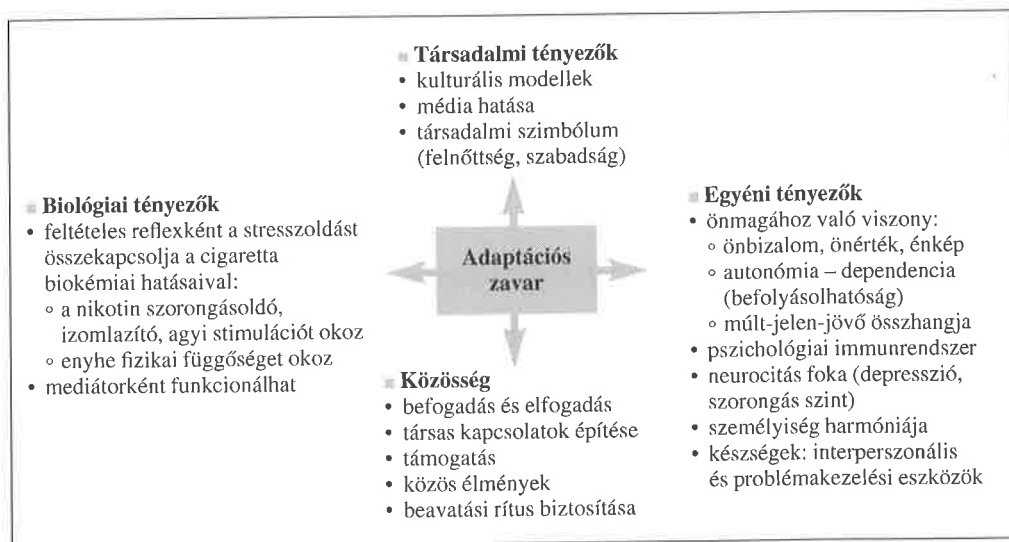 Társadalmi tényezők
• kulturális modellek
• média hatása
• társadalmi szimbólum
(felnőttség, szabadság)
Biológiai tényezők
• feltételes reflexként a stresszoldást
összekapcsolja a cigaretta
biokémiai hatásaival:
○ a nikotin szorongásoldó,
izomlazító, agyi stimulációt okoz
○ enyhe fizikai függőséget okoz
• mediátorként funkcionálhat
Adaptációs
zavar
Egyéni tényezők
• önmagához való viszony:
○ önbizalom, önérték, énkép
○ autonómia – dependencia
(befolyásolhatóság)
○ múlt-jelen-jövő összhangja
• pszichológiai immunrendszer
• neurocitás foka (depresszió,
szorongás szint)
• személyiség harmóniája
• készségek: interperszonális
és problémakezelési eszközök
Közösség
• befogadás és elfogadás
• társas kapcsolatok építése
• támogatás
• közös élmények
• beavatási rítus biztosítása